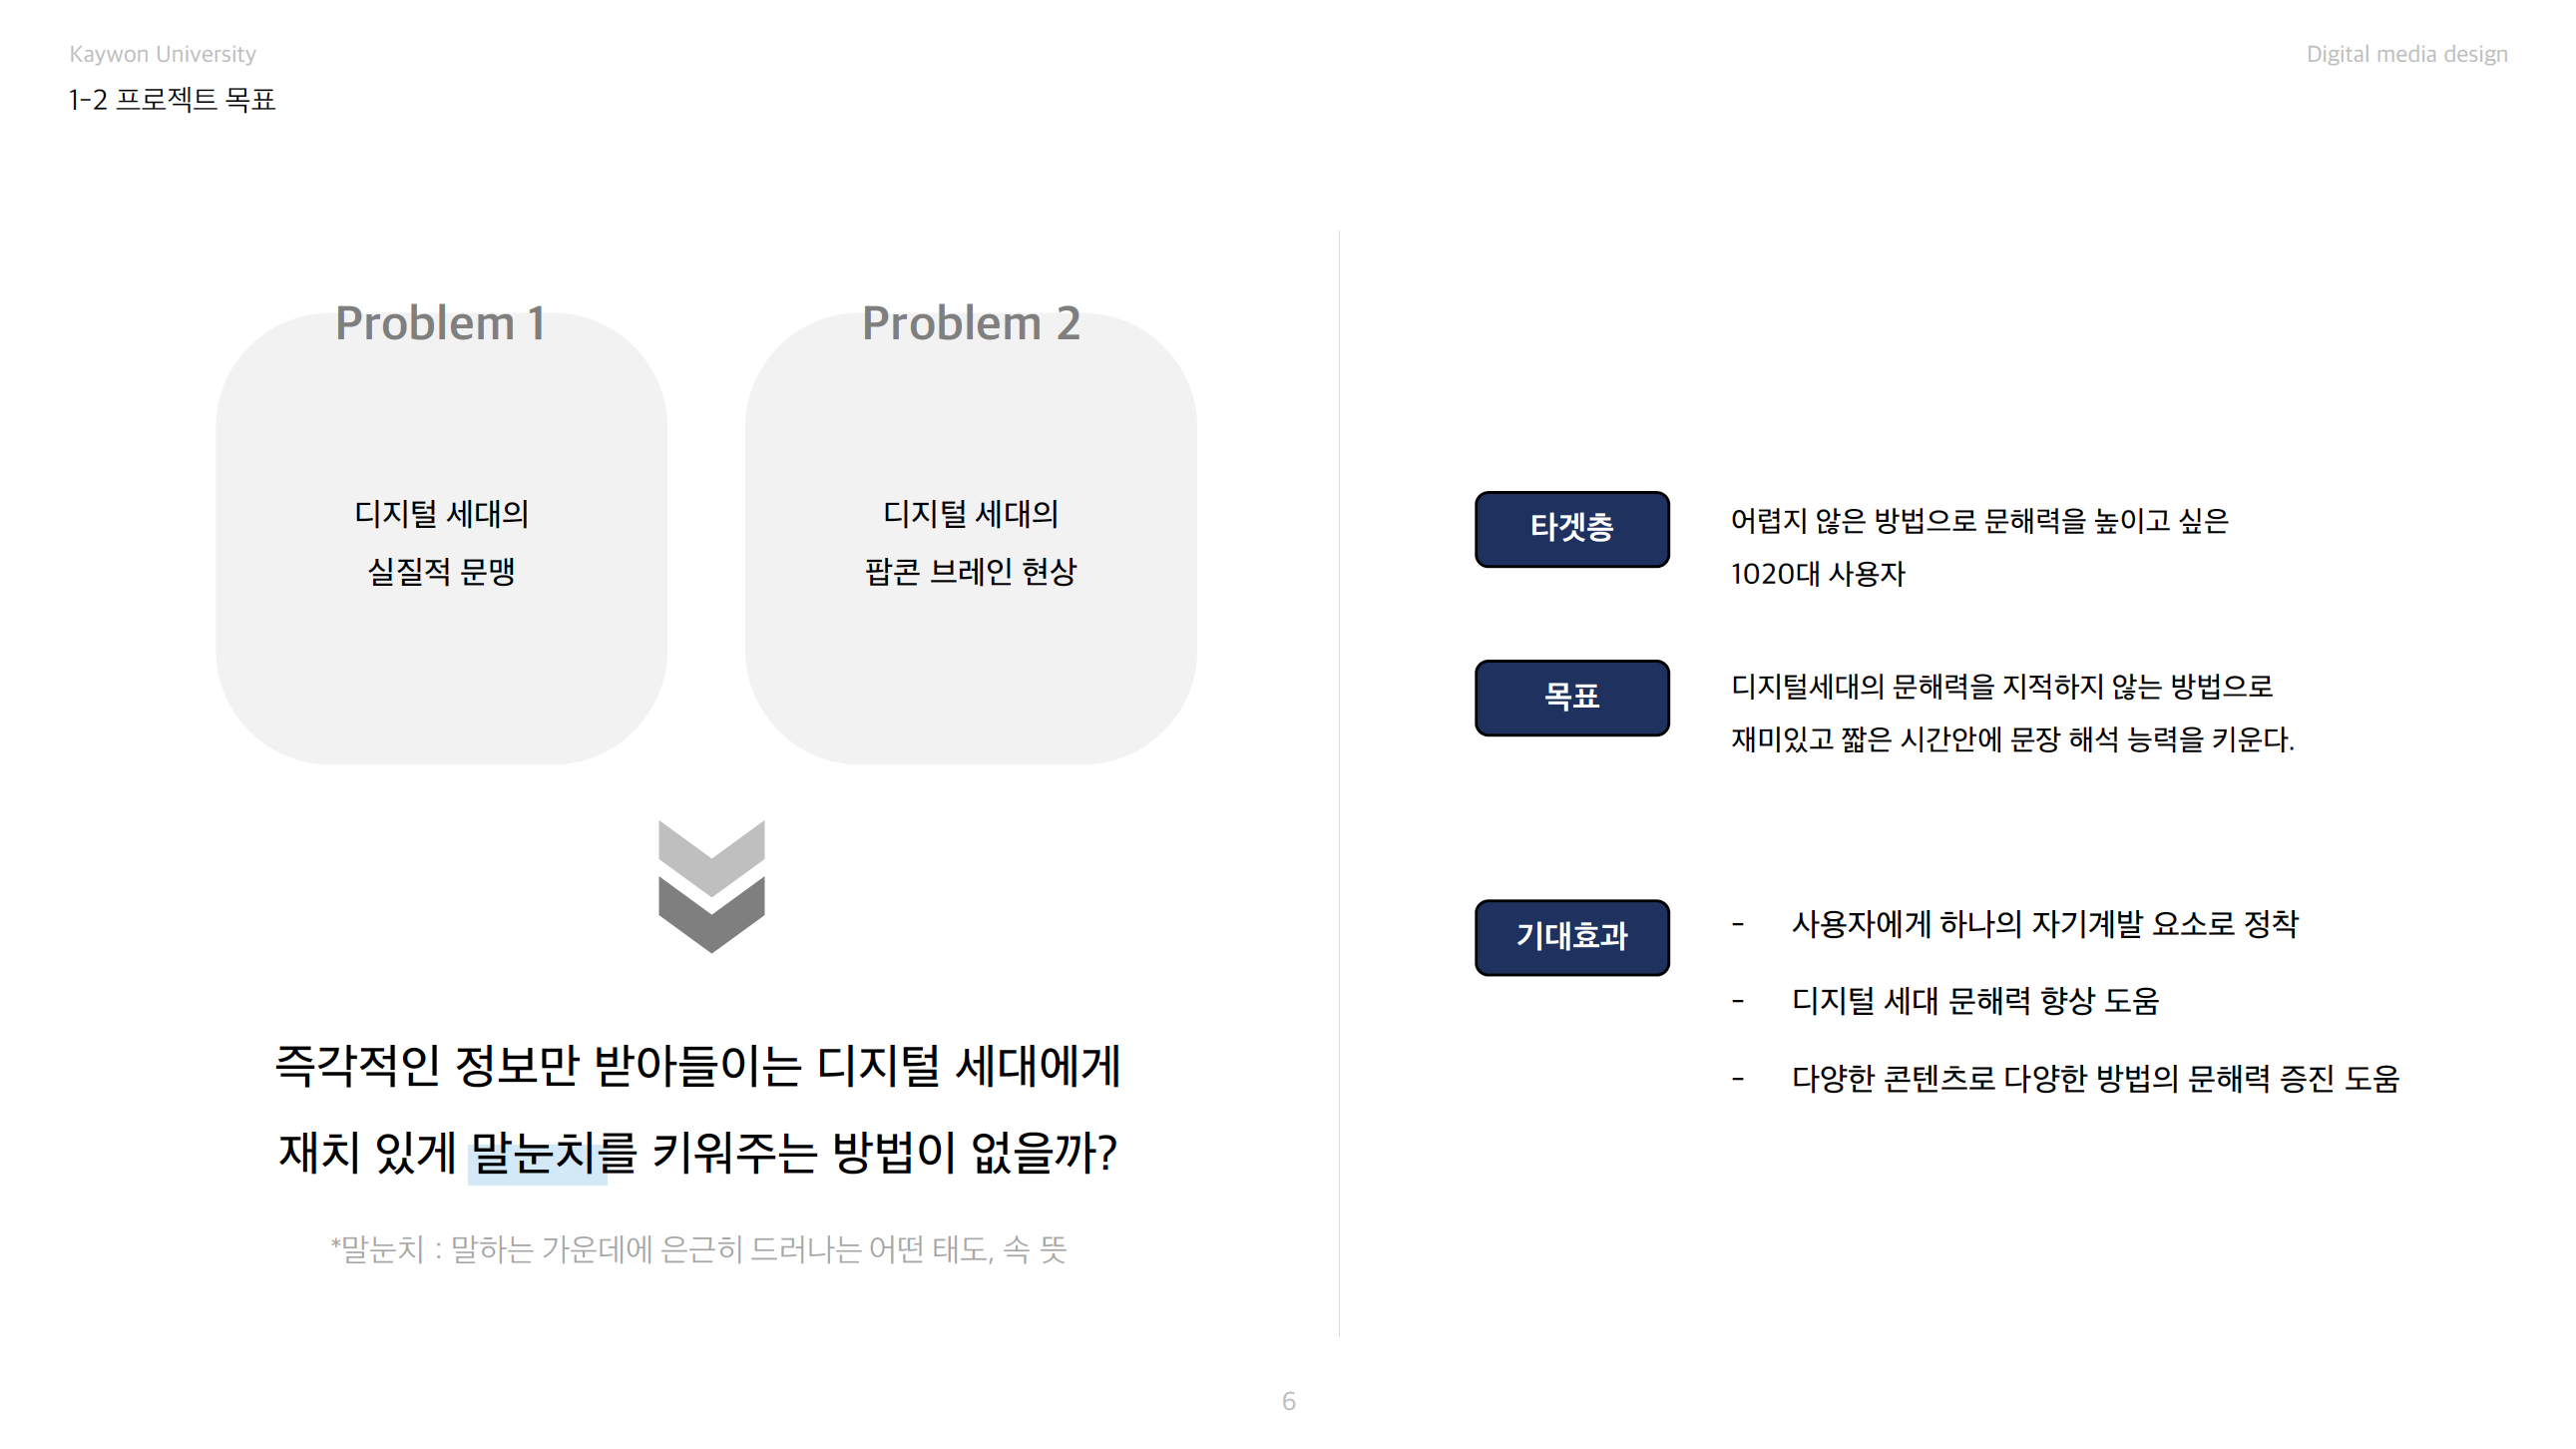 Kaywon University
Digital media design
1-2 프로젝트 목표
Problem 1
디지털 세대의
실질적 문맹
Problem 2
디지털 세대의
팝콘 브레인 현상
즉각적인 정보만 받아들이는 디지털 세대에게
재치 있게 말눈치를 키워주는 방법이 없을까?
*말눈치 : 말하는 가운데에 은근히 드러나는 어떤 태도, 속 뜻
타겟층
어렵지 않은 방법으로 문해력을 높이고 싶은
1020대 사용자
목표
디지털세대의 문해력을 지적하지 않는 방법으로
재미있고 짧은 시간안에 문장 해석 능력을 키운다.
기대효과
- 사용자에게 하나의 자기계발 요소로 정착
- 디지털 세대 문해력 향상 도움
- 다양한 콘텐츠로 다양한 방법의 문해력 증진 도움
6